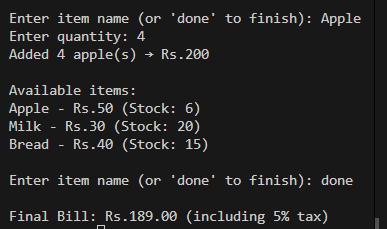 Enter item name (or 'done' to finish): Apple
Enter quantity: 4
Added 4 apple(s) → Rs.200
Available items:
Apple - Rs.50 (Stock: 6)
Milk - Rs.30 (Stock: 20)
Bread - Rs.40 (Stock: 15)
Enter item name (or 'done' to finish): done
Final Bill: Rs.189.00 (including 5% tax)